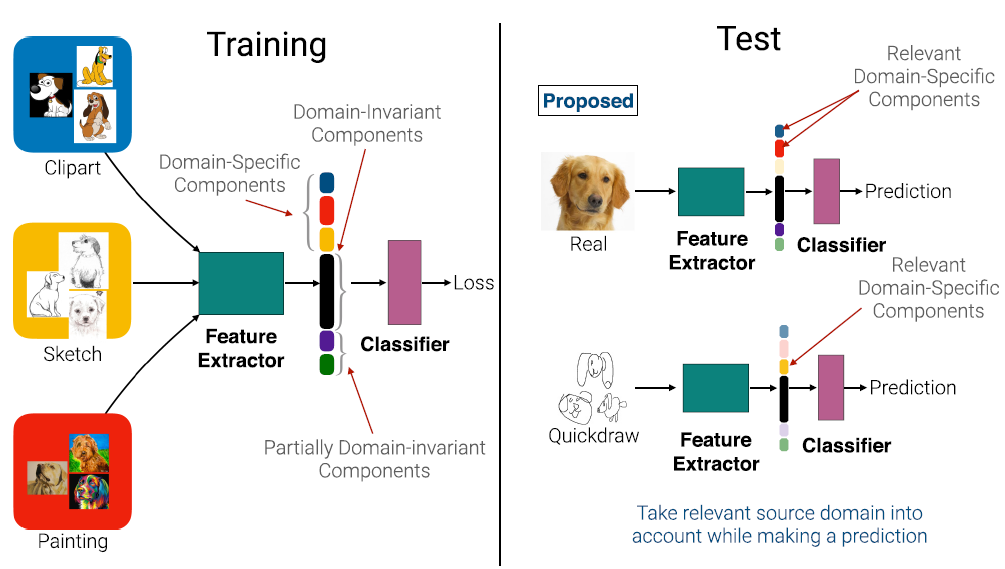 Training
Clipart
Sketch
Painting
Domain-Specific
Components
Domain-Invariant
Components
Feature
Extractor
Classifier
Loss
Partially Domain-invariant
Components
Test
Proposed
Relevant
Domain-Specific
Components
Real
Feature
Extractor
Classifier
Prediction
Relevant
Domain-Specific
Components
Quickdraw
Feature
Extractor
Classifier
Prediction
Take relevant source domain into
account while making a prediction